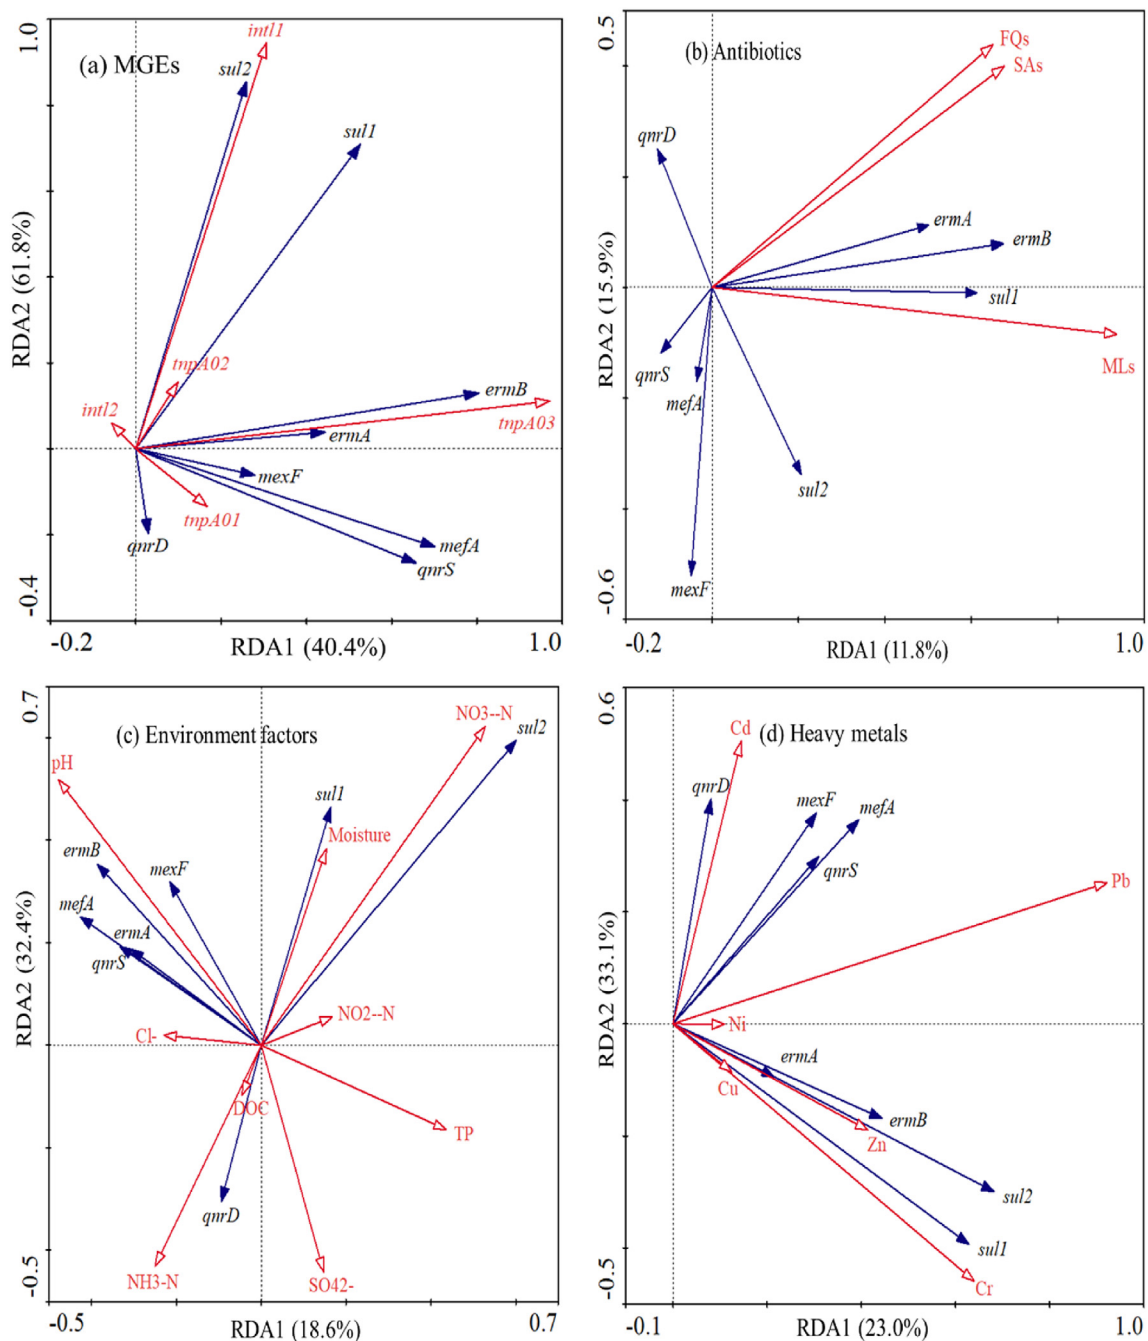 1.0
(a) MGEs
intl1
sul2
sul1
RDA2 (61.8%)
tnpA02
intl2
ermB
tnpA03
ermA
mexF
tnpA01
qnrD
mefA
qnrS
-0.4
-0.2
RDA1 (40.4%)
1.0
0.5
(b) Antibiotics
FQs
SAs
qnrD
ermA
ermB
RDA2 (15.9%)
sul1
qnrS
mefA
MLs
sul2
mexF
-0.6
-0.2
RDA1 (11.8%)
1.0
0.7
(c) Environment factors
NO3--N
sul2
pH
sul1
Moisture
ermB
mexF
mefA
ermA
qnrS
RDA2 (32.4%)
NO2--N
Cl-
DOC
TP
qnrD
NH3-N
SO42-
-0.5
-0.5
RDA1 (18.6%)
0.7
0.6
(d) Heavy metals
Cd
qnrD
mexF
mefA
qnrS
Pb
RDA2 (33.1%)
Ni
ermA
Cu
ermB
Zn
sul2
sul1
Cr
-0.5
-0.1
RDA1 (23.0%)
1.0